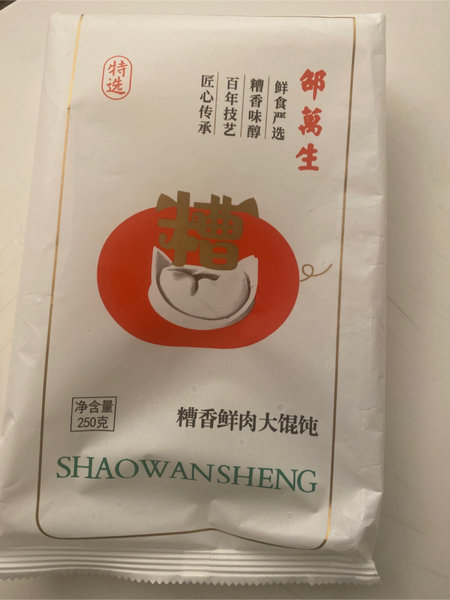 特选
邵萬生
鲜食严选
糟香味醇
百年技艺
匠心传承
糟
净含量
250克
糟香鲜肉大馄饨
SHAOWANSHENG